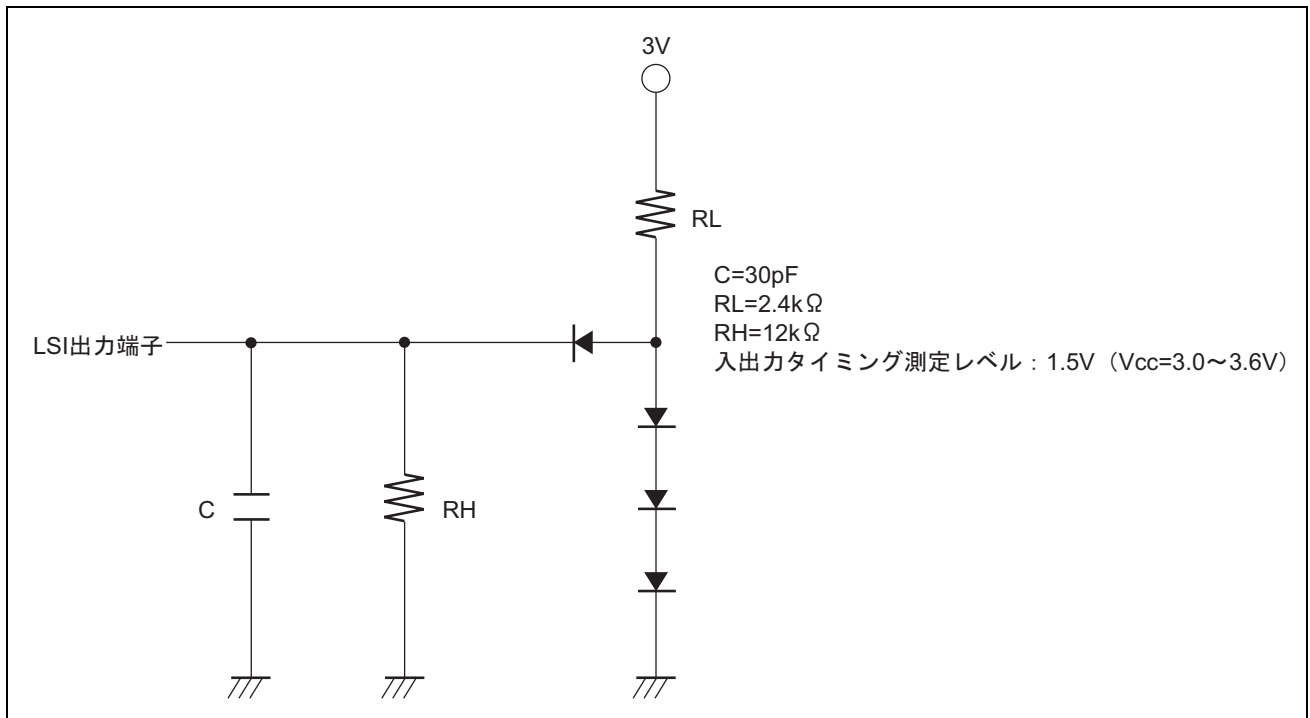 3V
RL
C=30pF
RL=2.4kΩ
RH=12kΩ
入出力タイミング測定レベル：1.5V（Vcc=3.0～3.6V）
LSI出力端子
C
RH